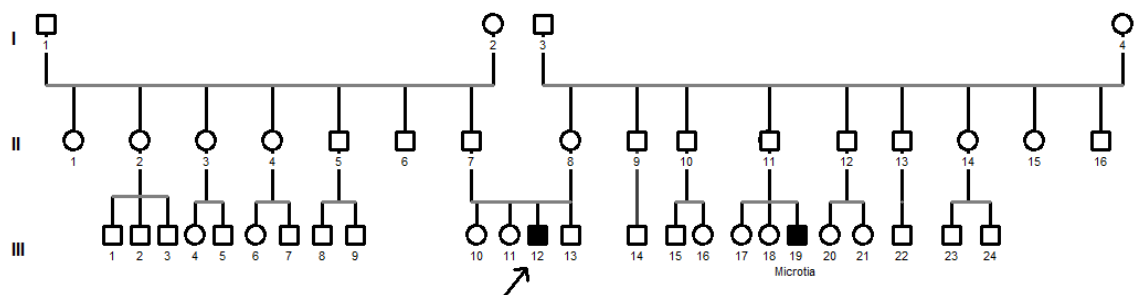 I
1 2 3 4
II
1 2 3 4 5 6 7 8 9 10 11 12 13 14 15 16
III
1 2 3 4 5 6 7 8 9 10 11 12 13 14 15 16 17 18 19 20 21 22 23 24
Microtia